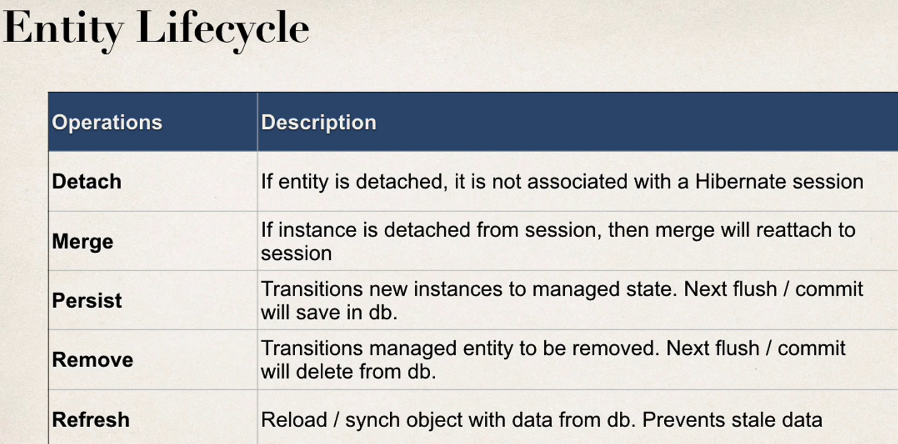 Entity Lifecycle
Operations
Description
Detach
If entity is detached, it is not associated with a Hibernate session
Merge
If instance is detached from session, then merge will reattach to
session
Persist
Transitions new instances to managed state. Next flush / commit
will save in db.
Remove
Transitions managed entity to be removed. Next flush / commit
will delete from db.
Refresh
Reload / synch object with data from db. Prevents stale data